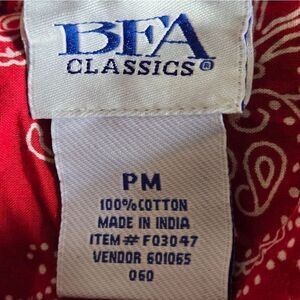 BFA
CLASSICS®
PM
100%COTTON
MADE IN INDIA
ITEM# F03047
VENDOR 601065
060